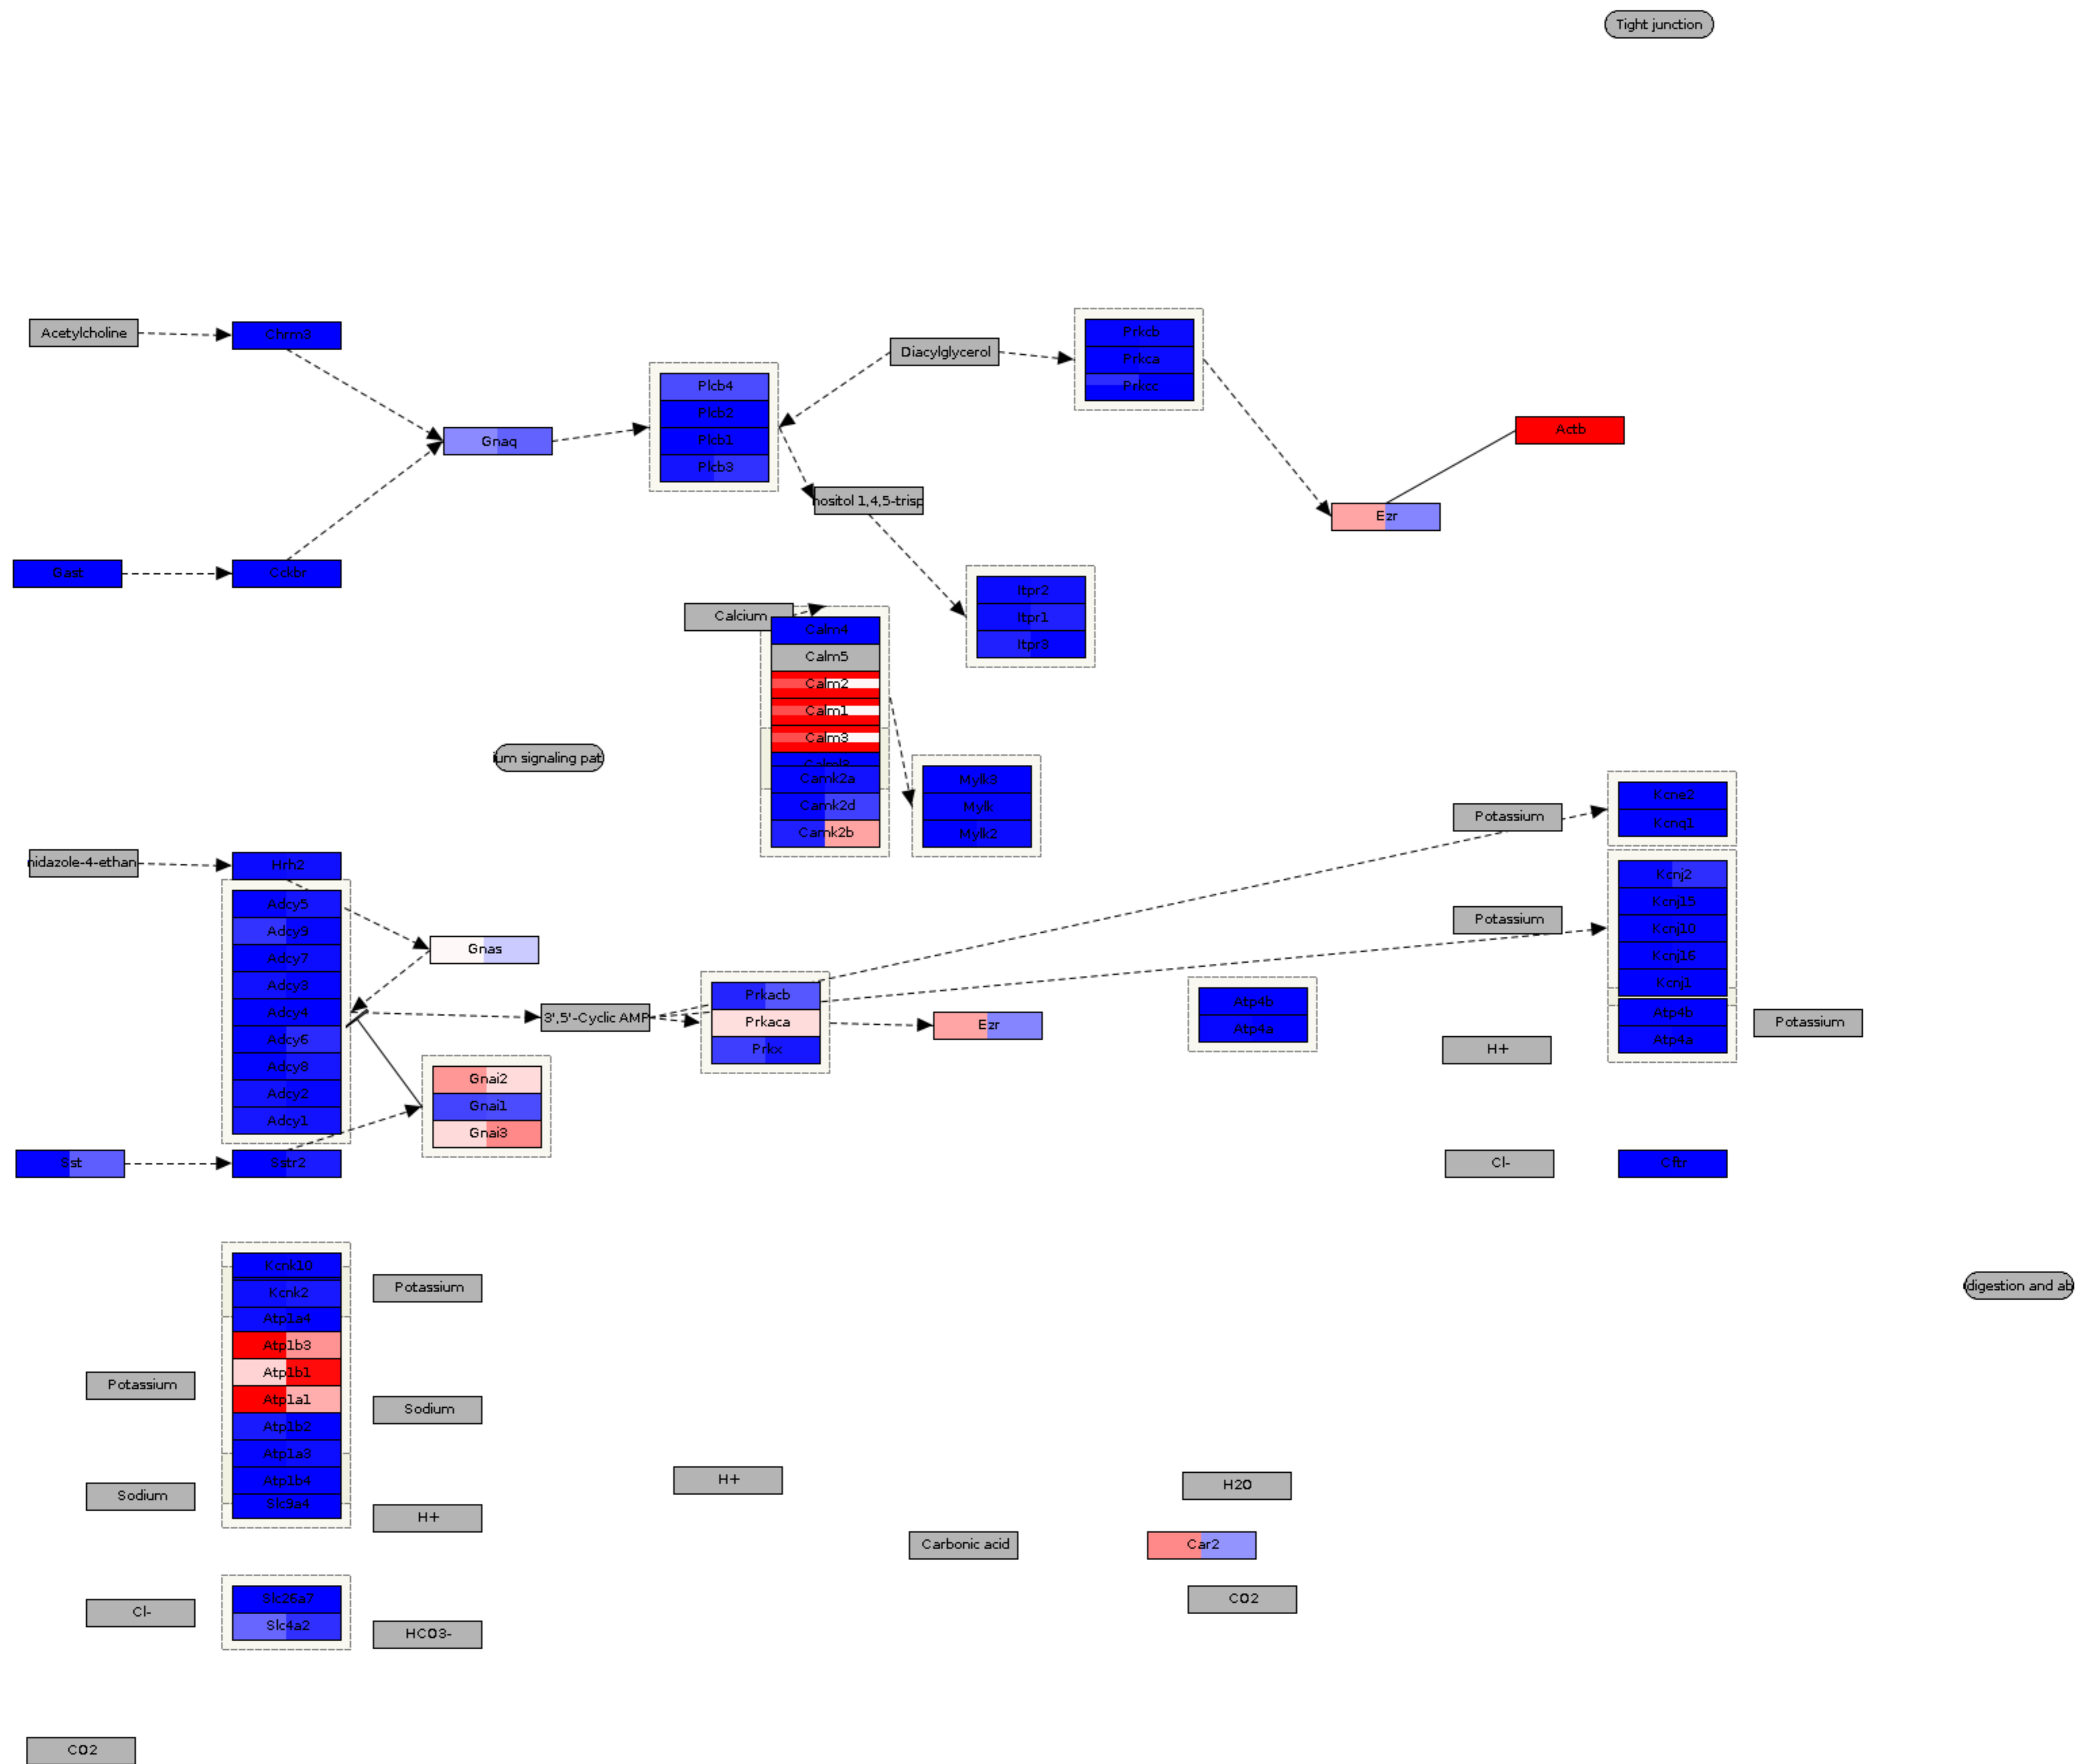 Tight junction
Acetylcholine
Chrm3
Diacylglycerol
Prkcb
Prkca
Prkcc
Plcb4
Plcb2
Plcb1
Plcb3
Gnaq
Actb
nositol 1,4,5-trisp
Ezr
Gast
Cckbr
Itpr2
Itpr1
Itpr3
Calcium
Calm4
Calm5
Calm2
Calm1
Calm3
Camk2a
Camk2d
Camk2b
ium signaling pat
Mylk3
Mylk
Mylk2
Potassium
Kcne2
Kcnq1
nidazole-4-ethan
Hrh2
Adcy5
Adcy9
Adcy7
Adcy3
Adcy4
Adcy6
Adcy8
Adcy2
Adcy1
Gnas
Potassium
Kcnj2
Kcnj15
Kcnj10
Kcnj16
Kcnj1
Atp4b
Atp4a
3',5'-Cyclic AMP
Prkacb
Prkaca
Prkx
Ezr
Atp4b
Atp4a
Potassium
H+
Gnai2
Gnai1
Gnai3
Sst
Sstr2
Cl-
Cftr
Kcnk10
Kcnk2
Atp1a4
Atp1b3
Atp1b1
Atp1a1
Atp1b2
Atp1a3
Atp1b4
Slc9a4
Potassium
digestion and ab
Potassium
Sodium
Sodium
H+
H+
H2O
Carbonic acid
Car2
CO2
Cl-
Slc26a7
Slc4a2
HCO3-
CO2